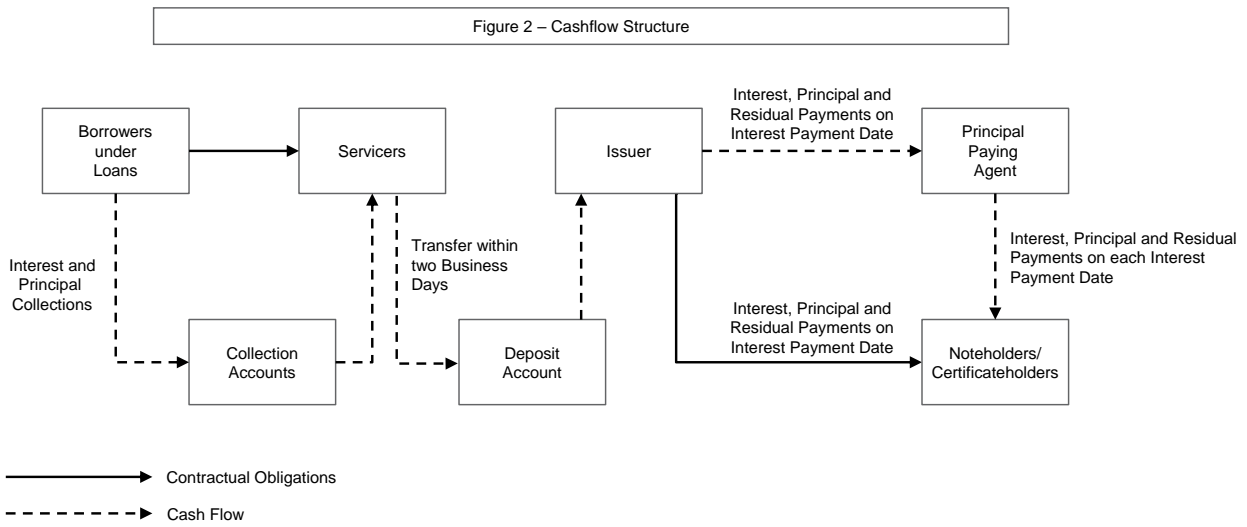 Figure 2 – Cashflow Structure
Borrowers
under
Loans
Servicers
Issuer
Interest, Principal and
Residual Payments on
Interest Payment Date
Principal
Paying
Agent
Interest and
Principal
Collections
Transfer within
two Business
Days
Interest, Principal and Residual
Payments on each Interest
Payment Date
Collection
Accounts
Deposit
Account
Interest, Principal and
Residual Payments on
Interest Payment Date
Noteholders/
Certificateholders
Contractual Obligations
Cash Flow